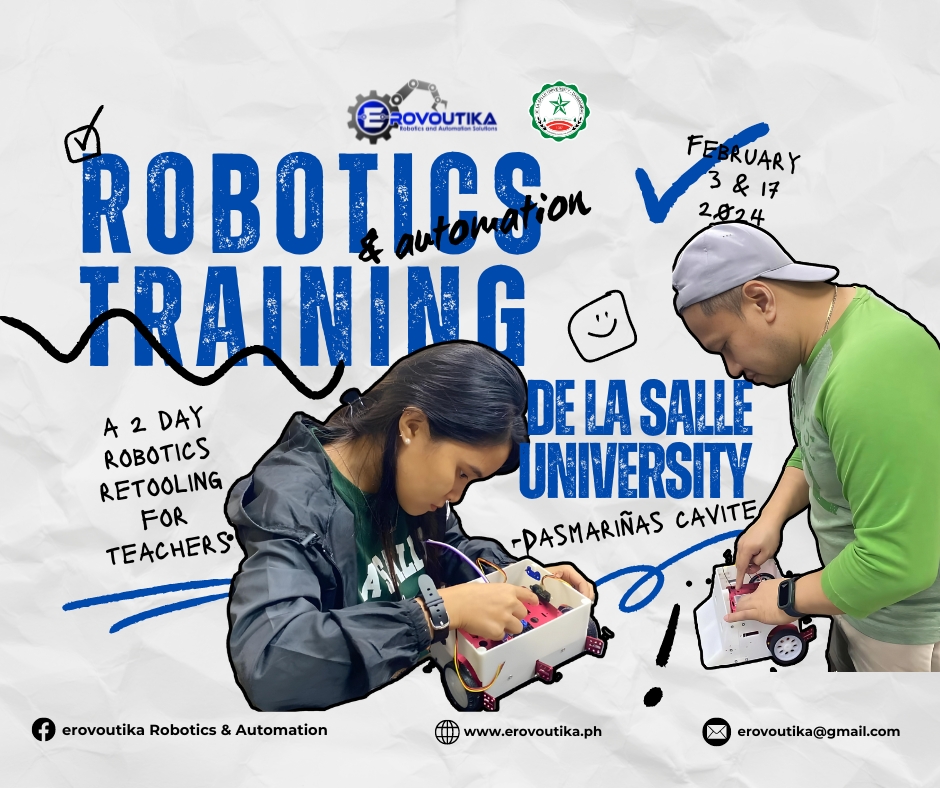 EROVOUTIKA
Robotics and Automation Solutions
ROBOTICS
& automation
TRAINING
FEBRUARY
3 & 17
2024
DE LA SALLE
UNIVERSITY
-DASMARIÑAS CAVITE
A 2 DAY
ROBOTICS
RETOOLING
FOR
TEACHERS
erovoutika Robotics & Automation
www.erovoutika.ph
erovoutika@gmail.com